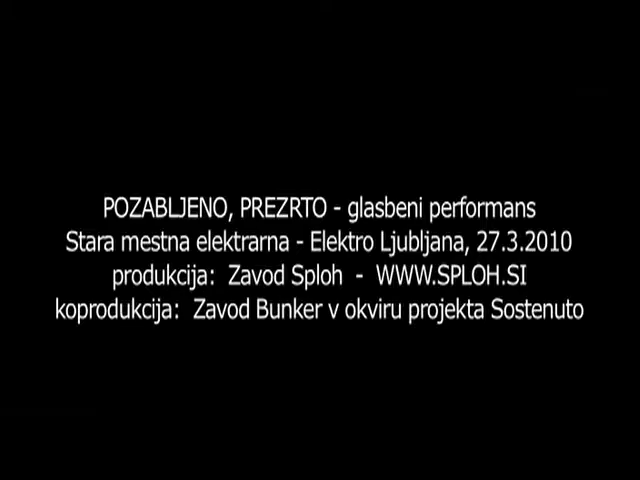 POZABLJENO, PREZRTO - glasbeni performans
Stara mestna elektrarna - Elektro Ljubljana, 27.3.2010
produkcija: Zavod Sploh - WWW.SPLOH.SI
koprodukcija: Zavod Bunker v okviru projekta Sostenuto